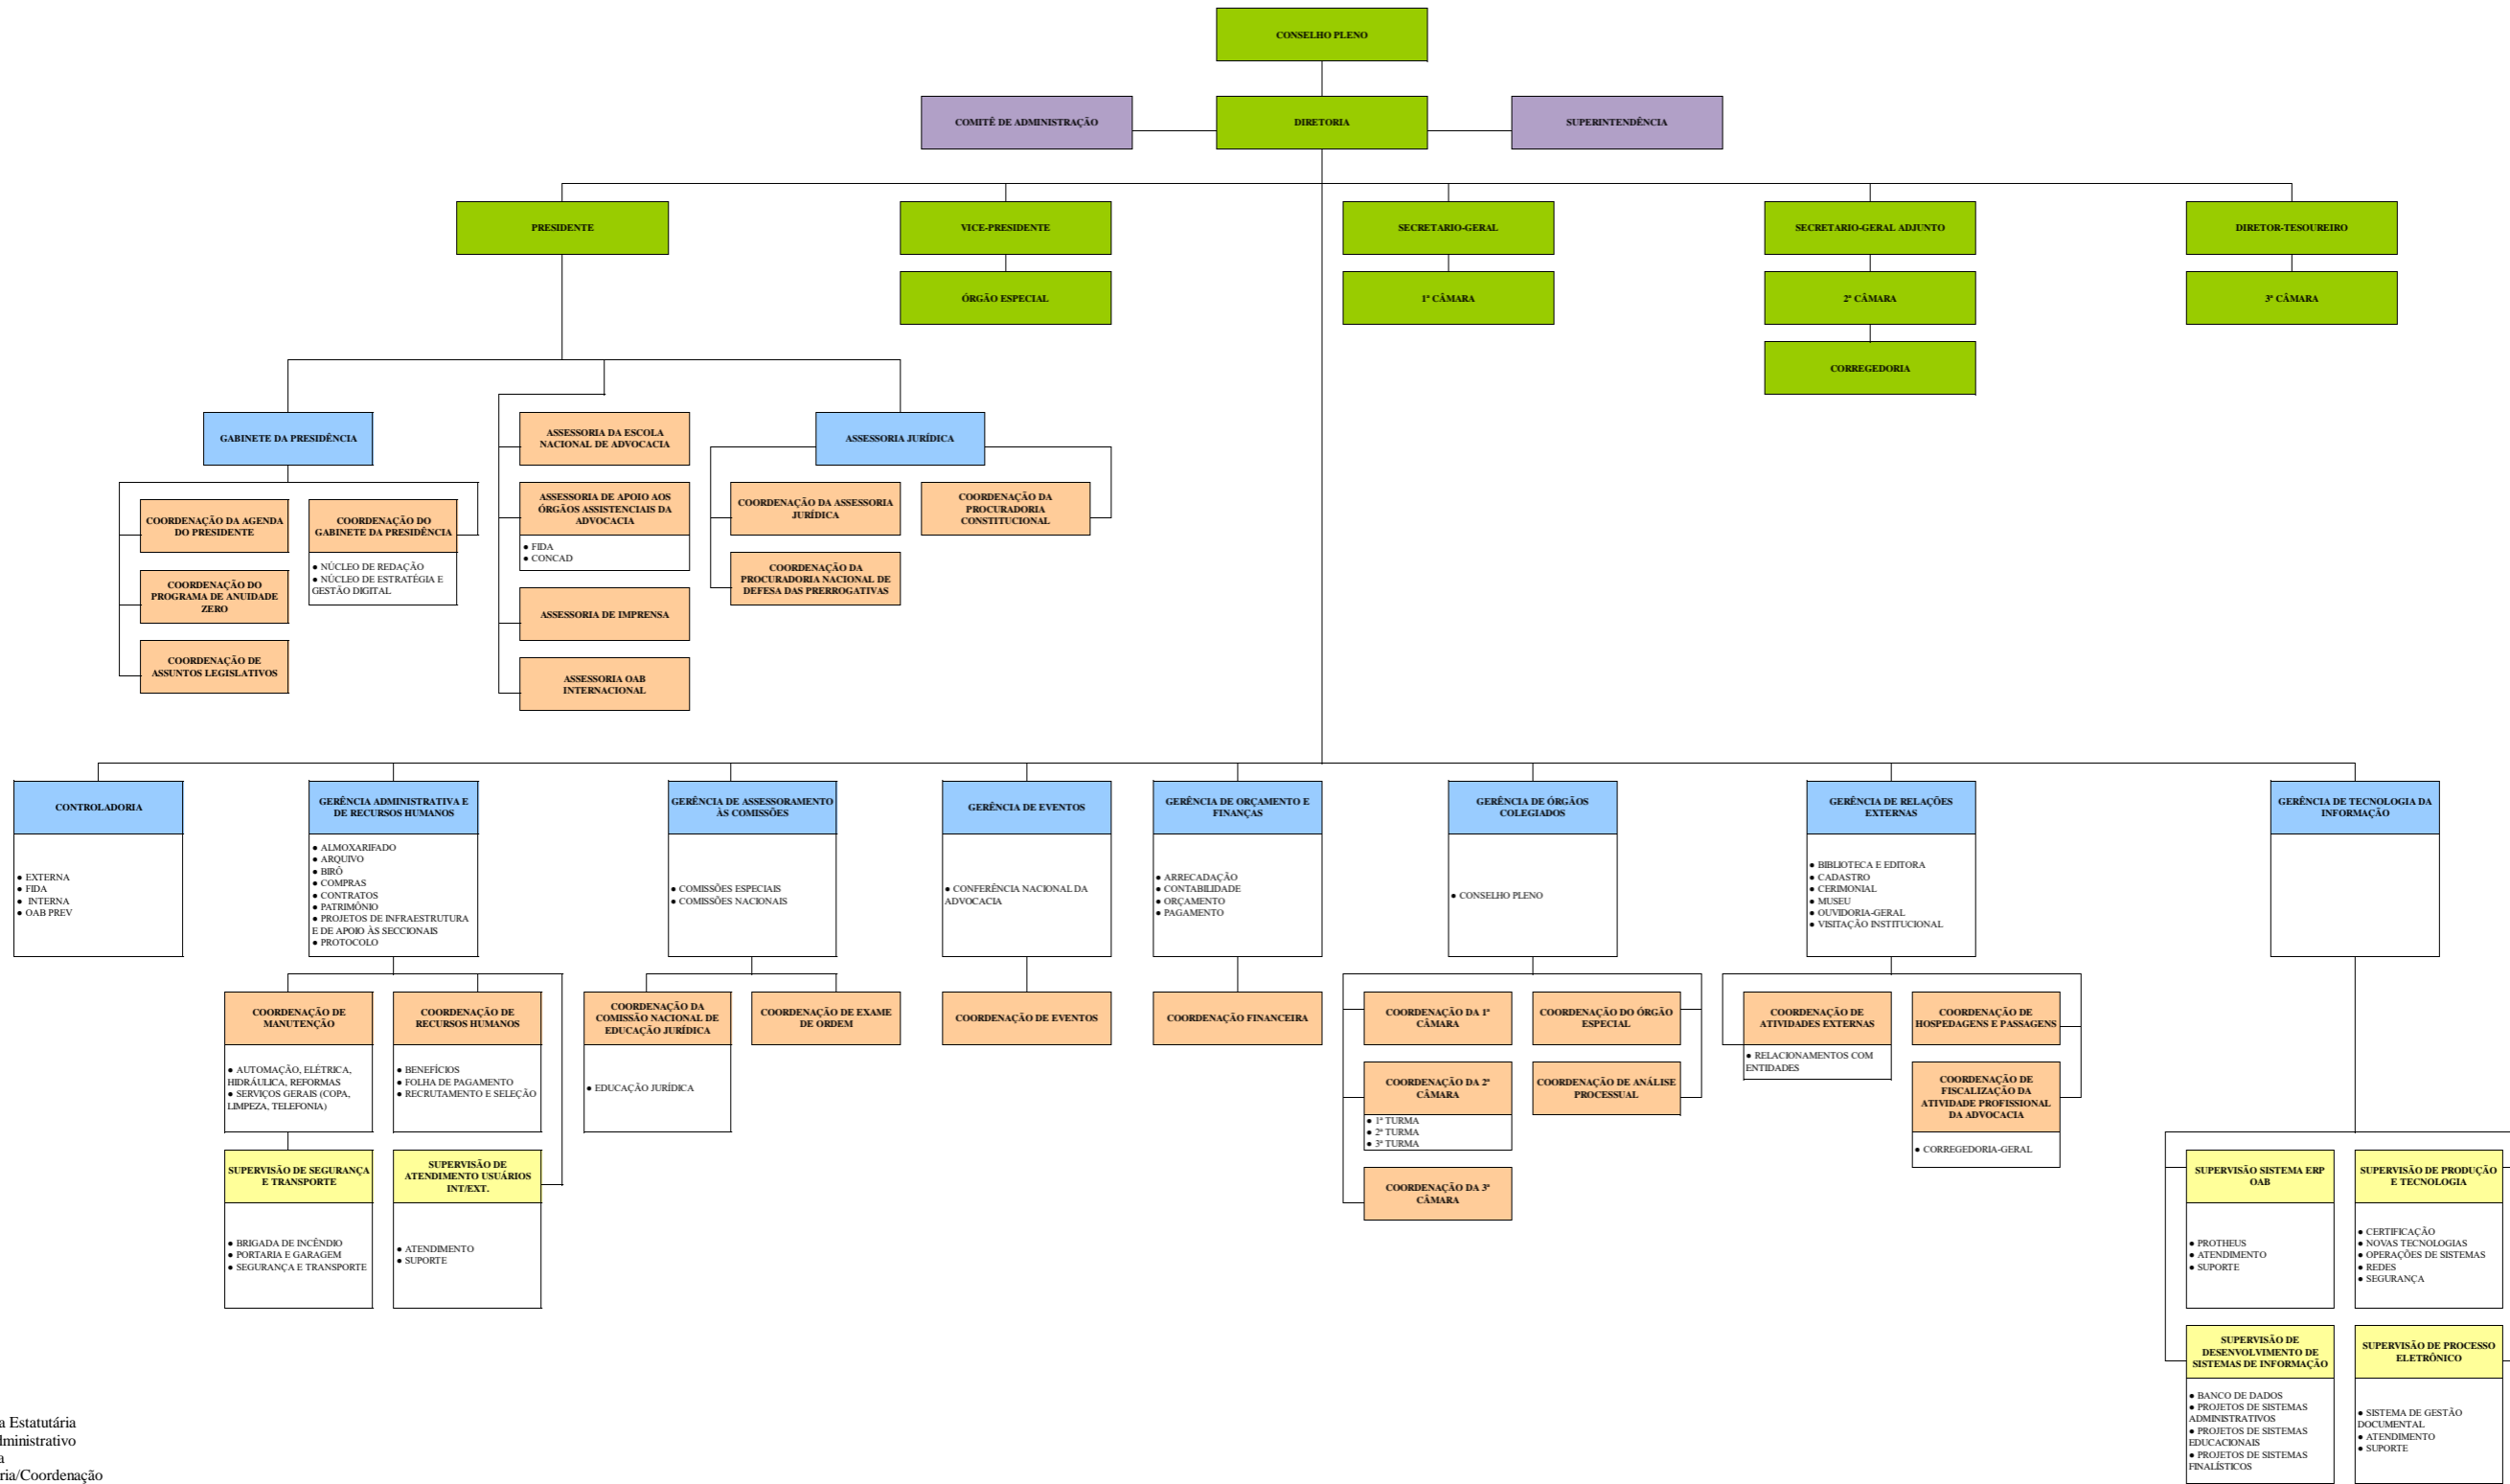 CONSELHO PLENO
COMITÊ DE ADMINISTRAÇÃO
DIRETORIA
SUPERINTENDÊNCIA
PRESIDENTE
VICE-PRESIDENTE
SECRETARIO-GERAL
SECRETARIO-GERAL ADJUNTO
DIRETOR-TESOUREIRO
ÓRGÃO ESPECIAL
1ª CÂMARA
2ª CÂMARA
3ª CÂMARA
CORREGEDORIA
GABINETE DA PRESIDÊNCIA
COORDENAÇÃO DA AGENDA
DO PRESIDENTE
COORDENAÇÃO DO
GABINETE DA PRESIDÊNCIA
● NÚCLEO DE REDAÇÃO
● NÚCLEO DE ESTRATÉGIA E
GESTÃO DIGITAL
COORDENAÇÃO DO
PROGRAMA DE ANUIDADE
ZERO
COORDENAÇÃO DE
ASSUNTOS LEGISLATIVOS
ASSESSORIA DA ESCOLA
NACIONAL DE ADVOCACIA
ASSESSORIA DE APOIO AOS
ÓRGÃOS ASSISTENCIAIS DA
ADVOCACIA
● FIDA
● CONCAD
ASSESSORIA DE IMPRENSA
ASSESSORIA OAB
INTERNACIONAL
ASSESSORIA JURÍDICA
COORDENAÇÃO DA ASSESSORIA
JURÍDICA
COORDENAÇÃO DA
PROCURADORIA
CONSTITUCIONAL
COORDENAÇÃO DA
PROCURADORIA NACIONAL DE
DEFESA DAS PRERROGATIVAS
CONTROLADORIA
● EXTERNA
● FIDA
● INTERNA
● OAB PREV
GERÊNCIA ADMINISTRATIVA E
DE RECURSOS HUMANOS
● ALMOXARIFADO
● ARQUIVO
● BIRÔ
● COMPRAS
● CONTRATOS
● PATRIMÔNIO
● PROJETOS DE INFRAESTRUTURA
E DE APOIO ÀS SECCIONAIS
● PROTOCOLO
COORDENAÇÃO DE
MANUTENÇÃO
● AUTOMAÇÃO, ELÉTRICA,
HIDRÁULICA, REFORMAS
● SERVIÇOS GERAIS (COPA,
LIMPEZA, TELEFONIA)
COORDENAÇÃO DE
RECURSOS HUMANOS
● BENEFÍCIOS
● FOLHA DE PAGAMENTO
● RECRUTAMENTO E SELEÇÃO
SUPERVISÃO DE SEGURANÇA
E TRANSPORTE
● BRIGADA DE INCÊNDIO
● PORTARIA E GARAGEM
● SEGURANÇA E TRANSPORTE
SUPERVISÃO DE
ATENDIMENTO USUÁRIOS
INT/EXT.
● ATENDIMENTO
● SUPORTE
GERÊNCIA DE ASSESSORAMENTO
ÀS COMISSÕES
● COMISSÕES ESPECIAIS
● COMISSÕES NACIONAIS
COORDENAÇÃO DA
COMISSÃO NACIONAL DE
EDUCAÇÃO JURÍDICA
● EDUCAÇÃO JURÍDICA
COORDENAÇÃO DE EXAME
DE ORDEM
GERÊNCIA DE EVENTOS
● CONFERÊNCIA NACIONAL DA
ADVOCACIA
COORDENAÇÃO DE EVENTOS
GERÊNCIA DE ORÇAMENTO E
FINANÇAS
● ARRECADAÇÃO
● CONTABILIDADE
● ORÇAMENTO
● PAGAMENTO
COORDENAÇÃO FINANCEIRA
GERÊNCIA DE ÓRGÃOS
COLEGIADOS
● CONSELHO PLENO
COORDENAÇÃO DA 1ª
CÂMARA
COORDENAÇÃO DO ÓRGÃO
ESPECIAL
COORDENAÇÃO DA 2ª
CÂMARA
● 1ª TURMA
● 2ª TURMA
● 3ª TURMA
COORDENAÇÃO DE ANÁLISE
PROCESSUAL
COORDENAÇÃO DA 3ª
CÂMARA
GERÊNCIA DE RELAÇÕES
EXTERNAS
● BIBLIOTECA E EDITORA
● CADASTRO
● CERIMONIAL
● MUSEU
● OUVIDORIA-GERAL
● VISITAÇÃO INSTITUCIONAL
COORDENAÇÃO DE
ATIVIDADES EXTERNAS
● RELACIONAMENTOS COM
ENTIDADES
COORDENAÇÃO DE
HOSPEDAGENS E PASSAGENS
COORDENAÇÃO DE
FISCALIZAÇÃO DA
ATIVIDADE PROFISSIONAL
DA ADVOCACIA
● CORREGEDORIA-GERAL
GERÊNCIA DE TECNOLOGIA DA
INFORMAÇÃO
SUPERVISÃO SISTEMA ERP
OAB
● PROTHEUS
● ATENDIMENTO
● SUPORTE
SUPERVISÃO DE PRODUÇÃO
E TECNOLOGIA
● CERTIFICAÇÃO
● NOVAS TECNOLOGIAS
● OPERAÇÕES DE SISTEMAS
● REDES
● SEGURANÇA
SUPERVISÃO DE
DESENVOLVIMENTO DE
SISTEMAS DE INFORMAÇÃO
● BANCO DE DADOS
● PROJETOS DE SISTEMAS
ADMINISTRATIVOS
● PROJETOS DE SISTEMAS
EDUCACIONAIS
● PROJETOS DE SISTEMAS
FINALÍSTICOS
SUPERVISÃO DE PROCESSO
ELETRÔNICO
● SISTEMA DE GESTÃO
DOCUMENTAL
● ATENDIMENTO
● SUPORTE
a Estatutária
dministrativo
a
ria/Coordenação